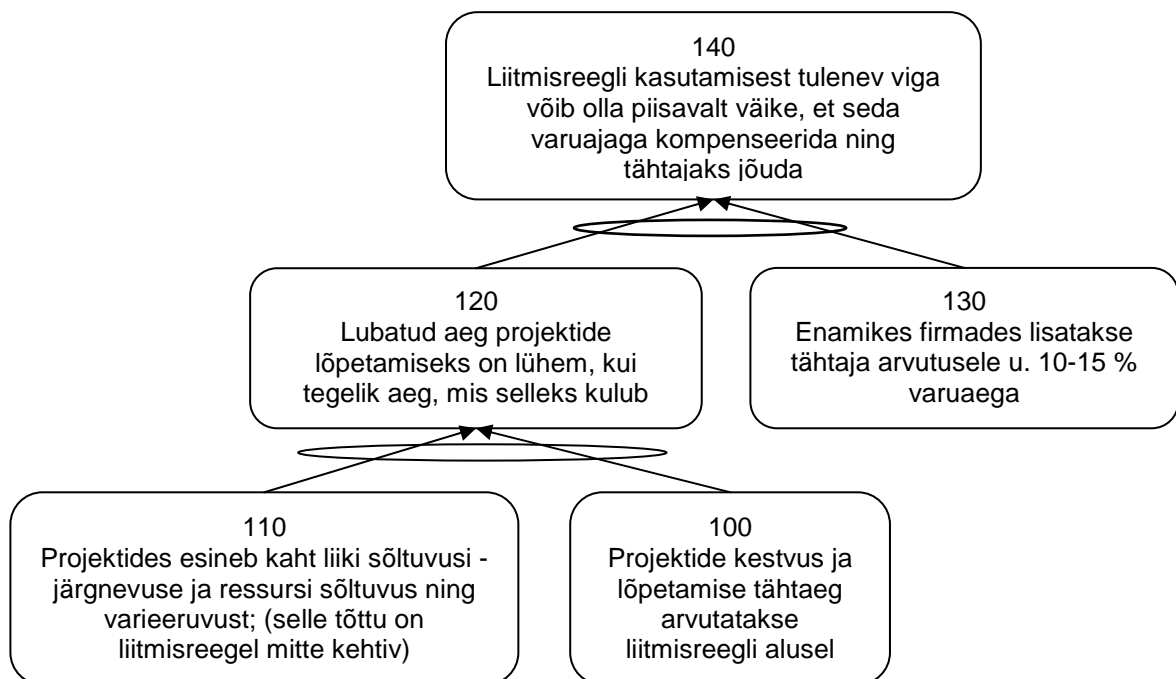 140
Liitmisreegli kasutamisest tulenev viga
võib olla piisavalt väike, et seda
varuajaga kompenseerida ning
tähtajaks jõuda
120
Lubatud aeg projektide
lõpetamiseks on lühem, kui
tegelik aeg, mis selleks kulub
130
Enamikes firmades lisatakse
tähtaja arvutusele u. 10-15 %
varuaega
110
Projektides esineb kaht liiki sõltuvusi -
järgnevuse ja ressursi sõltuvus ning
varieeruvust; (selle tõttu on
liitmisreegel mitte kehtiv)
100
Projektide kestvus ja
lõpetamise tähtaeg
arvutatakse
liitmisreegli alusel